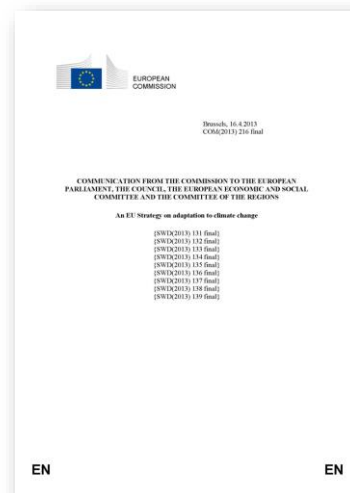 EUROPEAN
COMMISSION
Brussels, 16.4.2013
COM(2013) 216 final
COMMUNICATION FROM THE COMMISSION TO THE EUROPEAN
PARLIAMENT, THE COUNCIL, THE EUROPEAN ECONOMIC AND SOCIAL
COMMITTEE AND THE COMMITTEE OF THE REGIONS
An EU Strategy on adaptation to climate change
{SWD(2013) 131 final}
{SWD(2013) 132 final}
{SWD(2013) 133 final}
{SWD(2013) 134 final}
{SWD(2013) 135 final}
{SWD(2013) 136 final}
{SWD(2013) 137 final}
{SWD(2013) 138 final}
{SWD(2013) 139 final}
EN EN